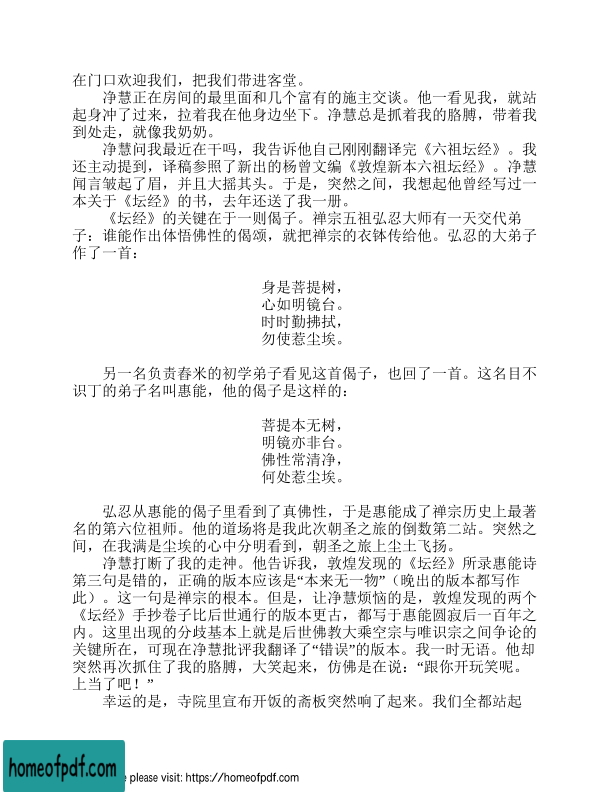 在门口欢迎我们，把我们带进客堂。
净慧正在房间的最里面和几个富有的施主交谈。他一看见我，就站
起身冲了过来，拉着我在他身边坐下。净慧总是抓着我的胳膊，带着我
到处走，就像我奶奶。
净慧问我最近在干吗，我告诉他自己刚刚翻译完《六祖坛经》。我
还主动提到，译稿参照了新出的杨曾文编《敦煌新本六祖坛经》。净慧
闻言皱起了眉，并且大摇其头。于是，突然之间，我想起他曾经写过一
本关于《坛经》的书，去年还送了我一册。
《坛经》的关键在于一则偈子。禅宗五祖弘忍大师有一天交代弟
子：谁能作出体悟佛性的偈颂，就把禅宗的衣钵传给他。弘忍的大弟子
作了一首：
身是菩提树，
心如明镜台。
时时勤拂拭，
勿使惹尘埃。
另一名负责舂米的初学弟子看见这首偈子，也回了一首。这名目不
识丁的弟子名叫惠能，他的偈子是这样的：
菩提本无树，
明镜亦非台。
佛性常清净，
何处惹尘埃。
弘忍从惠能的偈子里看到了真佛性，于是惠能成了禅宗历史上最著
名的第六位祖师。他的道场将是我此次朝圣之旅的倒数第二站。突然之
间，在我满是尘埃的心中分明看到，朝圣之旅上尘土飞扬。
净慧打断了我的走神。他告诉我，敦煌发现的《坛经》所录惠能诗
第三句是错的，正确的版本应该是“本来无一物”（晚出的版本都写作
此）。这一句是禅宗的根本。但是，让净慧烦恼的是，敦煌发现的两个
《坛经》手抄卷子比后世通行的版本更古，都写于惠能圆寂后一百年之
内。这里出现的分歧基本上就是后世佛教大乘空宗与唯识宗之间争论的
关键所在，可现在净慧批评我翻译了“错误”的版本。我一时无语。他却
突然再次抓住了我的胳膊，大笑起来，仿佛是在说：“跟你开玩笑呢。
上当了吧！”
幸运的是，寺院里宣布开饭的斋板突然响了起来。我们全都站起
homeofpdf.com
please visit: https://homeofpdf.com